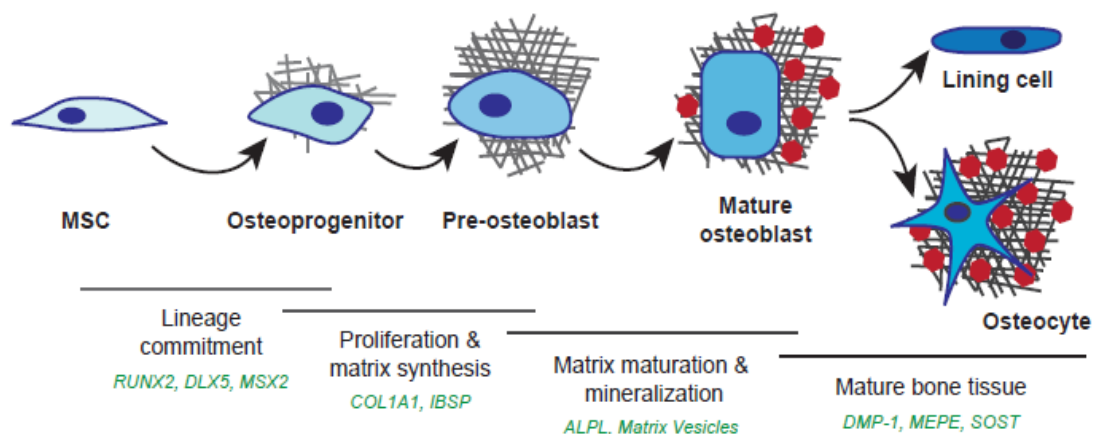 Lining cell
MSC
Osteoprogenitor
Pre-osteoblast
Mature
osteoblast
Osteocyte
Lineage
commitment
RUNX2, DLX5, MSX2
Proliferation &
matrix synthesis
COL1A1, IBSP
Matrix maturation &
mineralization
ALPL, Matrix Vesicles
Mature bone tissue
DMP-1, MEPE, SOST